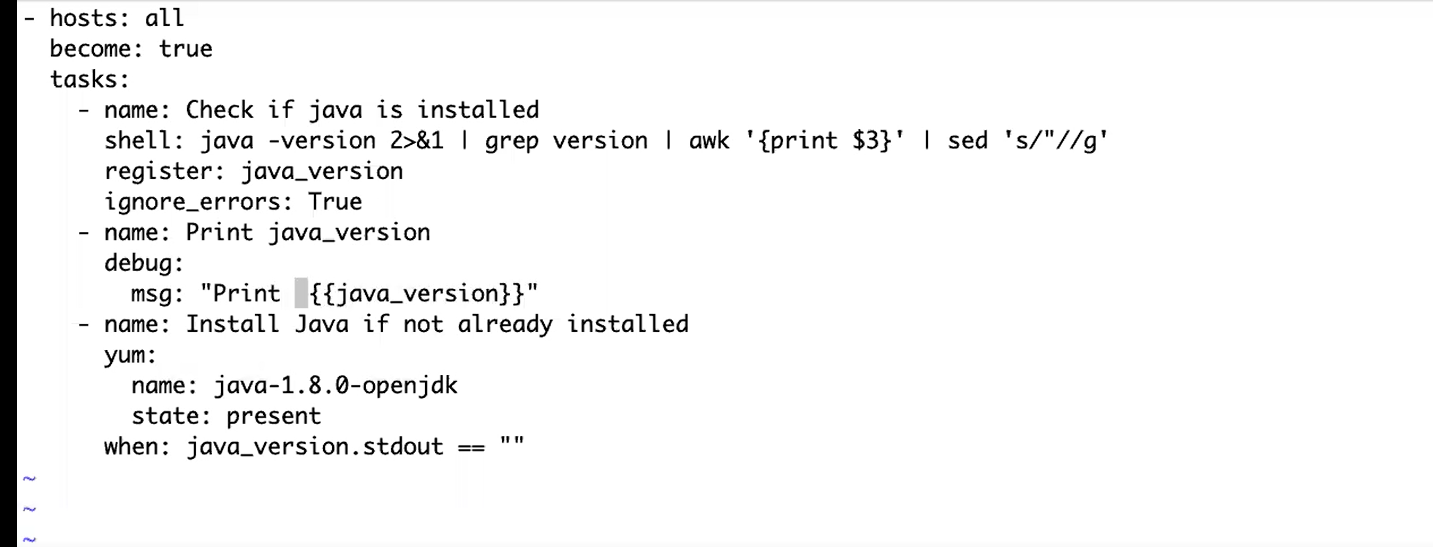 - hosts: all
  become: true
  tasks:
    - name: Check if java is installed
      shell: java -version 2>&1 | grep version | awk '{print $3}' | sed 's/"//g'
      register: java_version
      ignore_errors: True
    - name: Print java_version
      debug:
        msg: "Print  {{java_version}}"
    - name: Install Java if not already installed
      yum:
        name: java-1.8.0-openjdk
        state: present
      when: java_version.stdout == ""
~
~
~